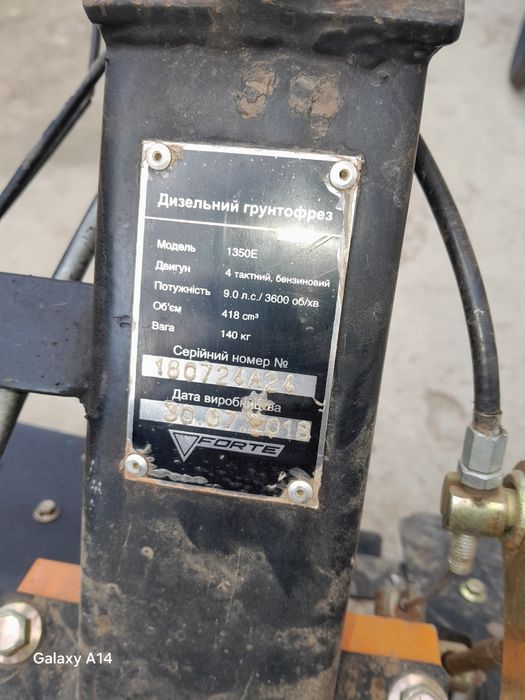 Дизельний грунтофрез
Модель 1350E
Двигун 4 тактний, бензиновий
Потужність 9.0 л.с./ 3600 об/хв
Об'єм 418 cm³
Вага 140 кг
Серійний номер №
180724A24
Дата виробництва
30.07.2018
FORTE
Galaxy A14